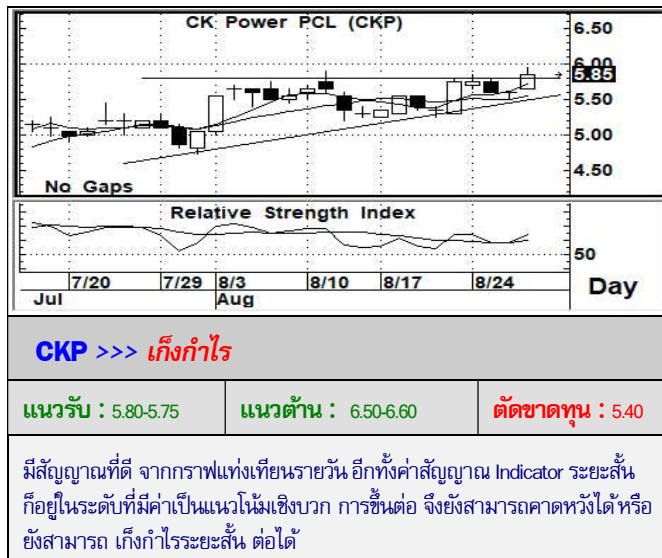 CK Power PCL (CKP)
6.50
6.00
5.85
5.50
5.00
4.50
No Gaps
Relative Strength Index
50
7/20 7/29 8/3 8/10 8/17 8/24
Jul Aug
Day
CKP >>> เก็งกำไร
แนวรับ : 5.80-5.75 แนวต้าน : 6.50-6.60 ตัดขาดทุน : 5.40
มีสัญญาณที่ดี จากกราฟแท่งเทียนรายวัน อีกทั้งค่าสัญญาณ Indicator ระยะสั้น
ก็อยู่ในระดับที่มีค่าเป็นแนวโน้มเชิงบวก การขึ้นต่อ จึงยังสามารถคาดหวังได้หรือ
ยังสามารถ เก็งกำไรระยะสั้น ต่อได้